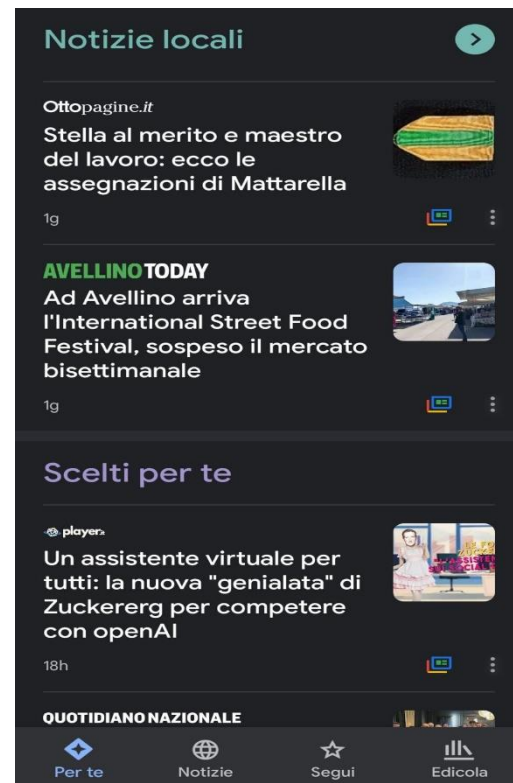 Notizie locali
Ottopagine.it
Stella al merito e maestro
del lavoro: ecco le
assegnazioni di Mattarella
1g
AVELLINOTODAY
Ad Avellino arriva
l'International Street Food
Festival, sospeso il mercato
bisettimanale
1g
Scelti per te
player
Un assistente virtuale per
tutti: la nuova "genialata" di
Zuckererg per competere
con openAI
18h
QUOTIDIANO NAZIONALE
Per te Notizie Segui Edicola